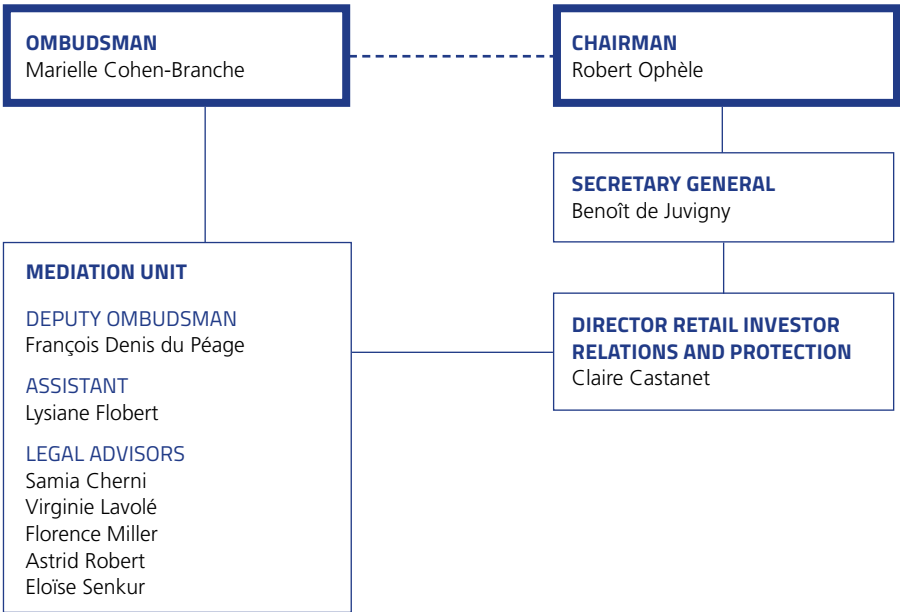 OMBUDSMAN
Marielle Cohen-Branche
CHAIRMAN
Robert Ophèle
SECRETARY GENERAL
Benoît de Juvigny
MEDIATION UNIT
DEPUTY OMBUDSMAN
François Denis du Péage
ASSISTANT
Lysiane Flobert
LEGAL ADVISORS
Samia Cherni
Virginie Lavolé
Florence Miller
Astrid Robert
Eloïse Senkur
DIRECTOR RETAIL INVESTOR
RELATIONS AND PROTECTION
Claire Castanet